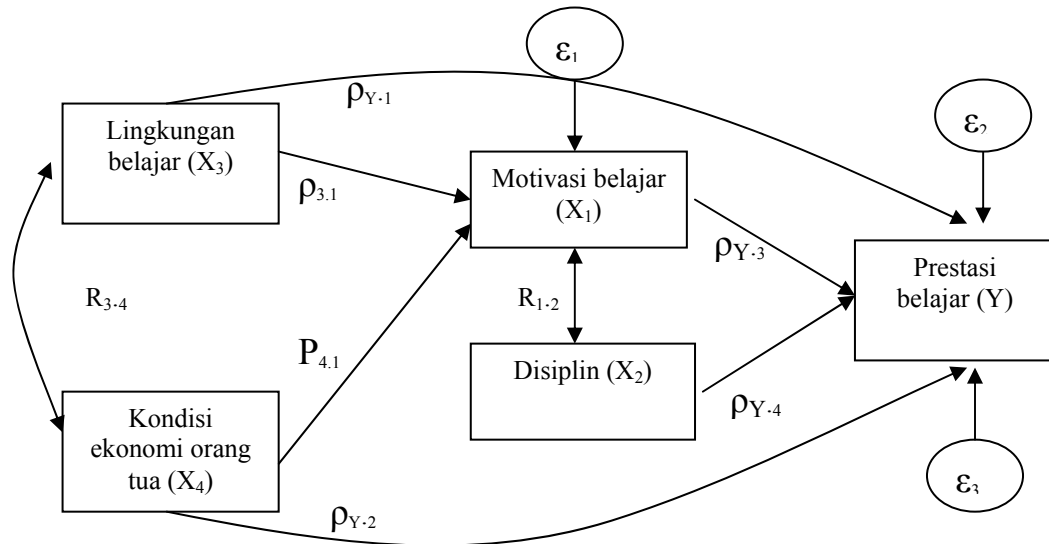 ε₁
ρY.1
ε₂
Lingkungan
belajar (X₃)
ρ3.1
Motivasi belajar
(X₁)
ρY.3
Prestasi
belajar (Y)
R3.4
R1.2
P4.1
Disiplin (X₂)
ρY.4
Kondisi
ekonomi orang
tua (X₄)
ρY.2
ε₃